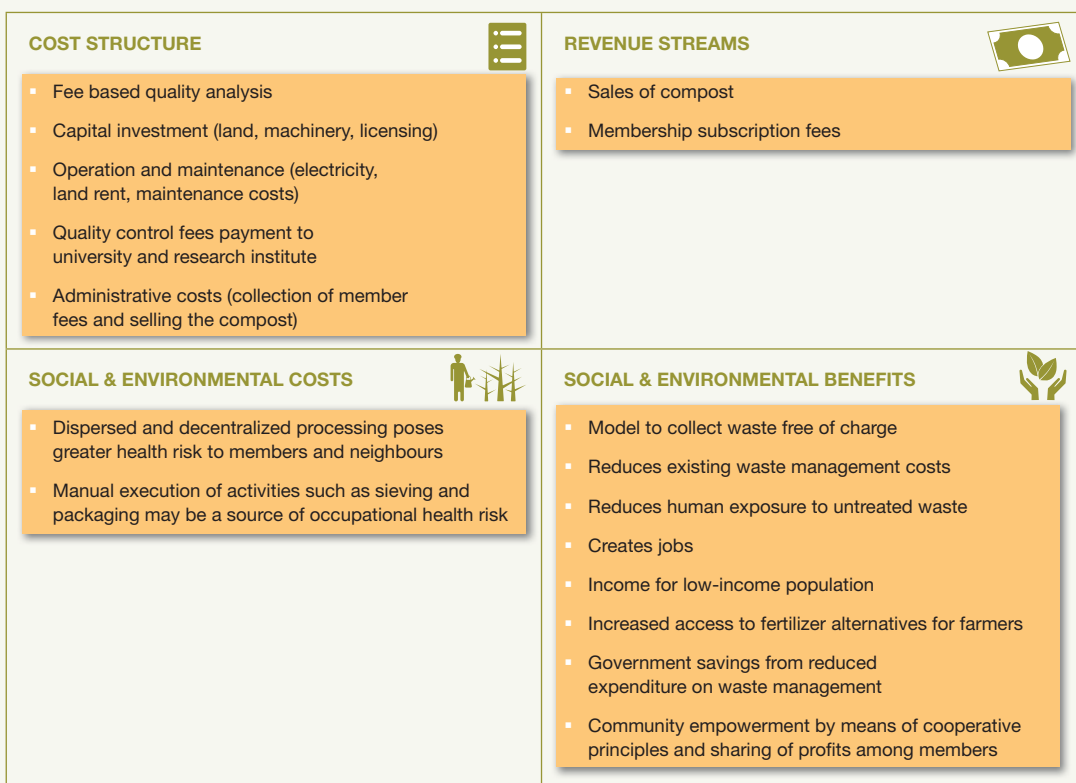 COST STRUCTURE
Fee based quality analysis
Capital investment (land, machinery, licensing)
Operation and maintenance (electricity,
land rent, maintenance costs)
Quality control fees payment to
university and research institute
Administrative costs (collection of member
fees and selling the compost)
REVENUE STREAMS
Sales of compost
Membership subscription fees
SOCIAL & ENVIRONMENTAL COSTS
Dispersed and decentralized processing poses
greater health risk to members and neighbours
Manual execution of activities such as sieving and
packaging may be a source of occupational health risk
SOCIAL & ENVIRONMENTAL BENEFITS
Model to collect waste free of charge
Reduces existing waste management costs
Reduces human exposure to untreated waste
Creates jobs
Income for low-income population
Increased access to fertilizer alternatives for farmers
Government savings from reduced
expenditure on waste management
Community empowerment by means of cooperative
principles and sharing of profits among members